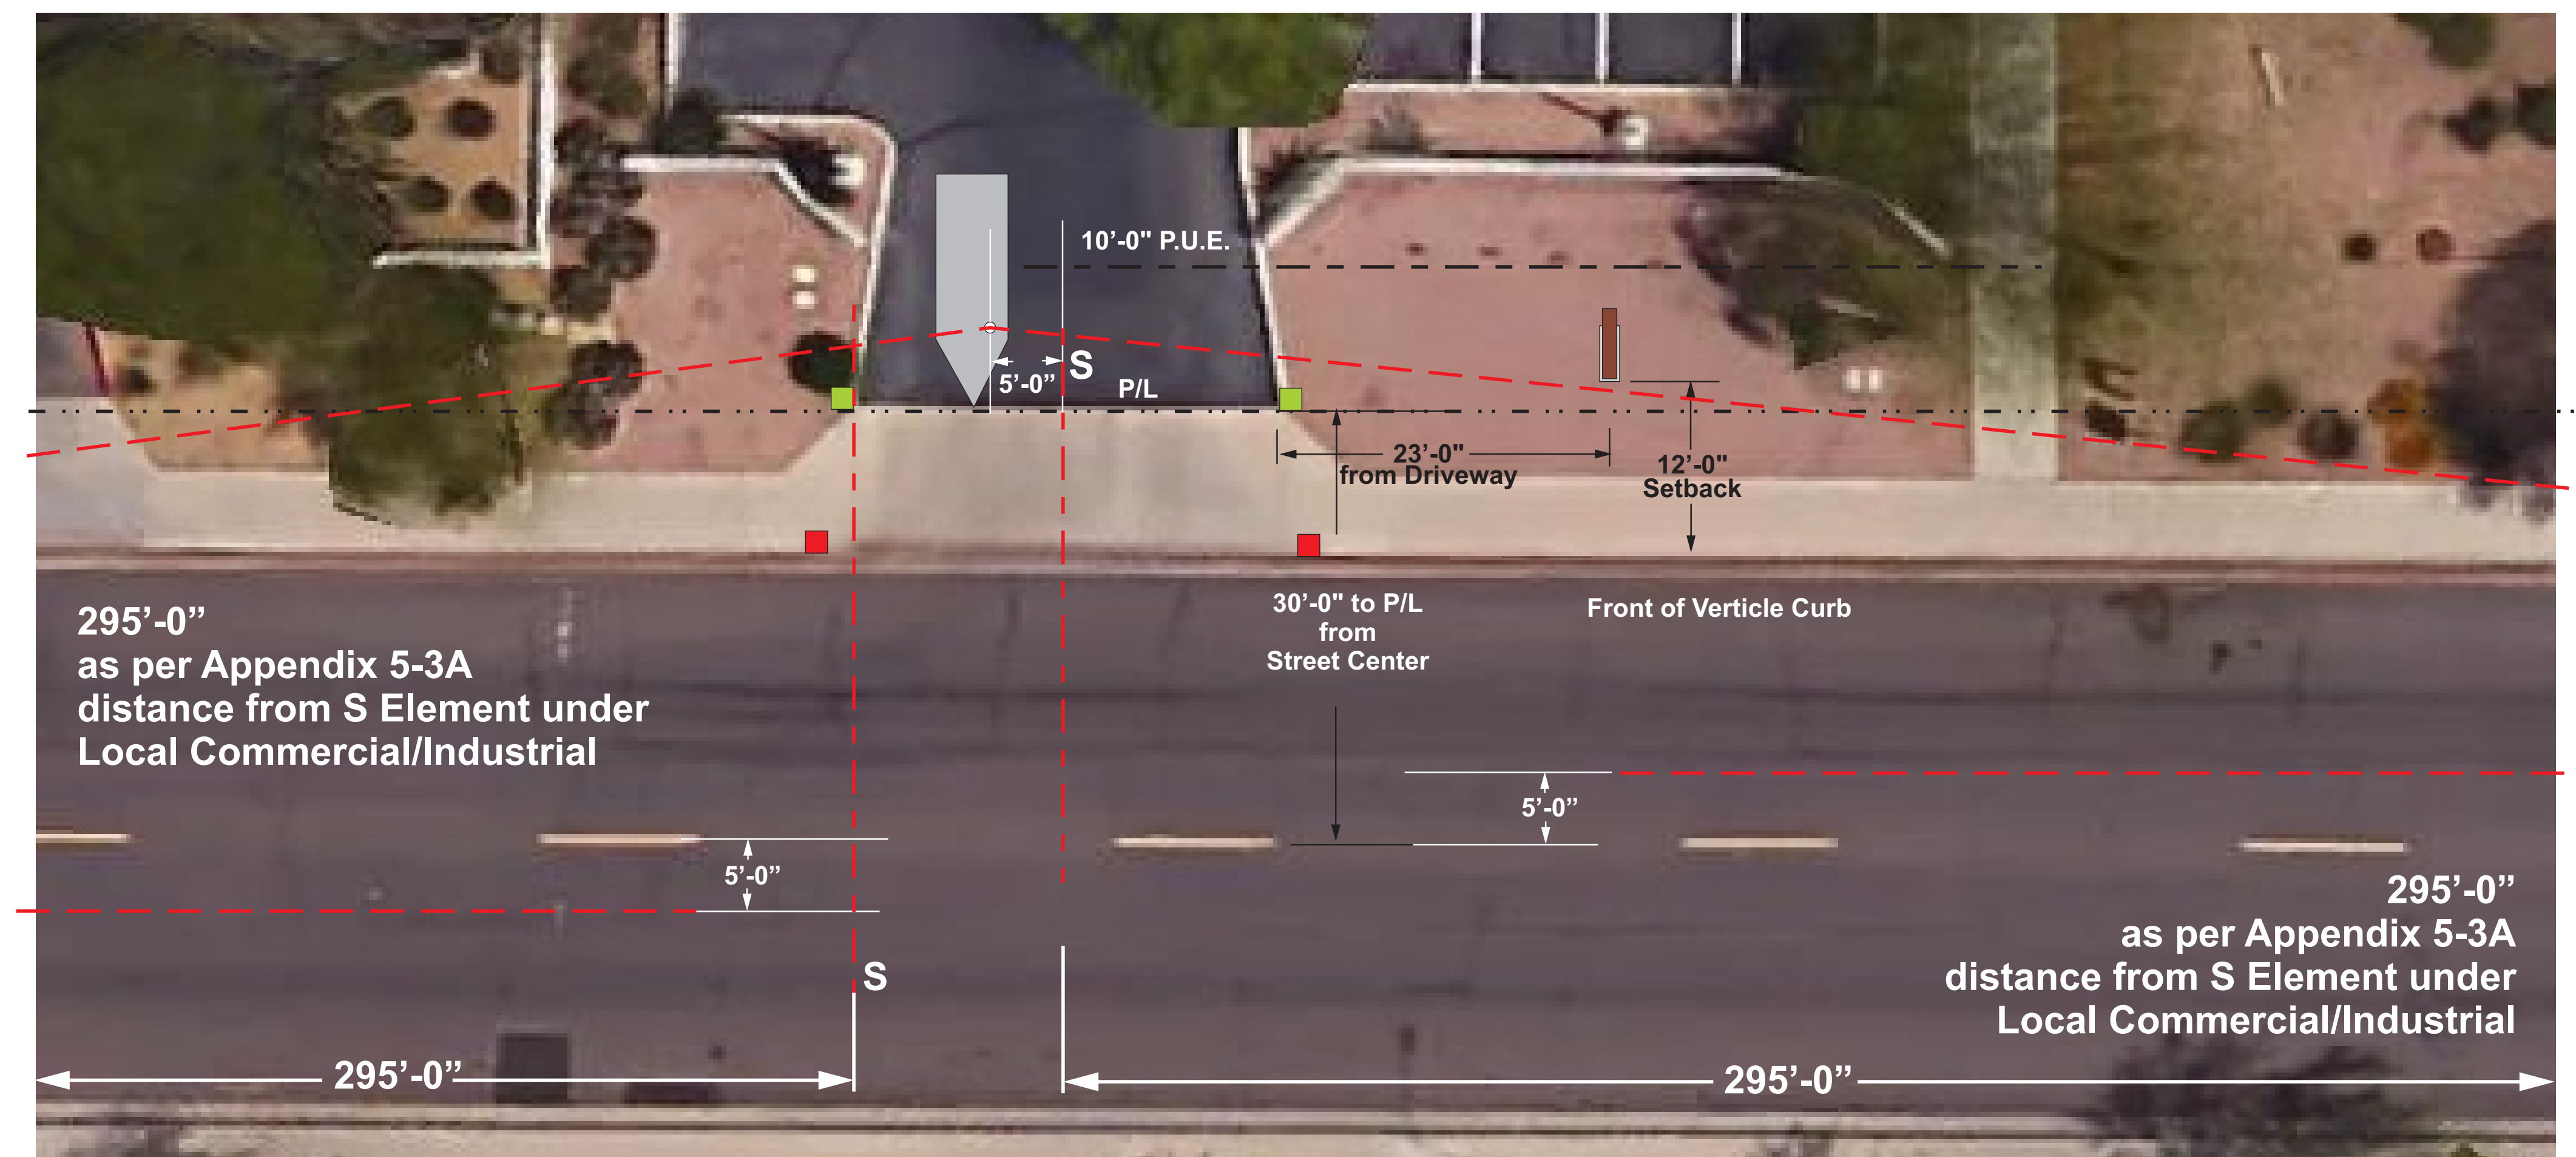 10’-0" P.U.E.
S
5’-0”
P/L
23’-0"
from Driveway
12’-0"
Setback
295’-0”
as per Appendix 5-3A
distance from S Element under
Local Commercial/Industrial
30’-0" to P/L
from
Street Center
Front of Verticle Curb
5’-0”
5’-0”
295’-0”
as per Appendix 5-3A
distance from S Element under
Local Commercial/Industrial
S
295’-0”
295’-0”